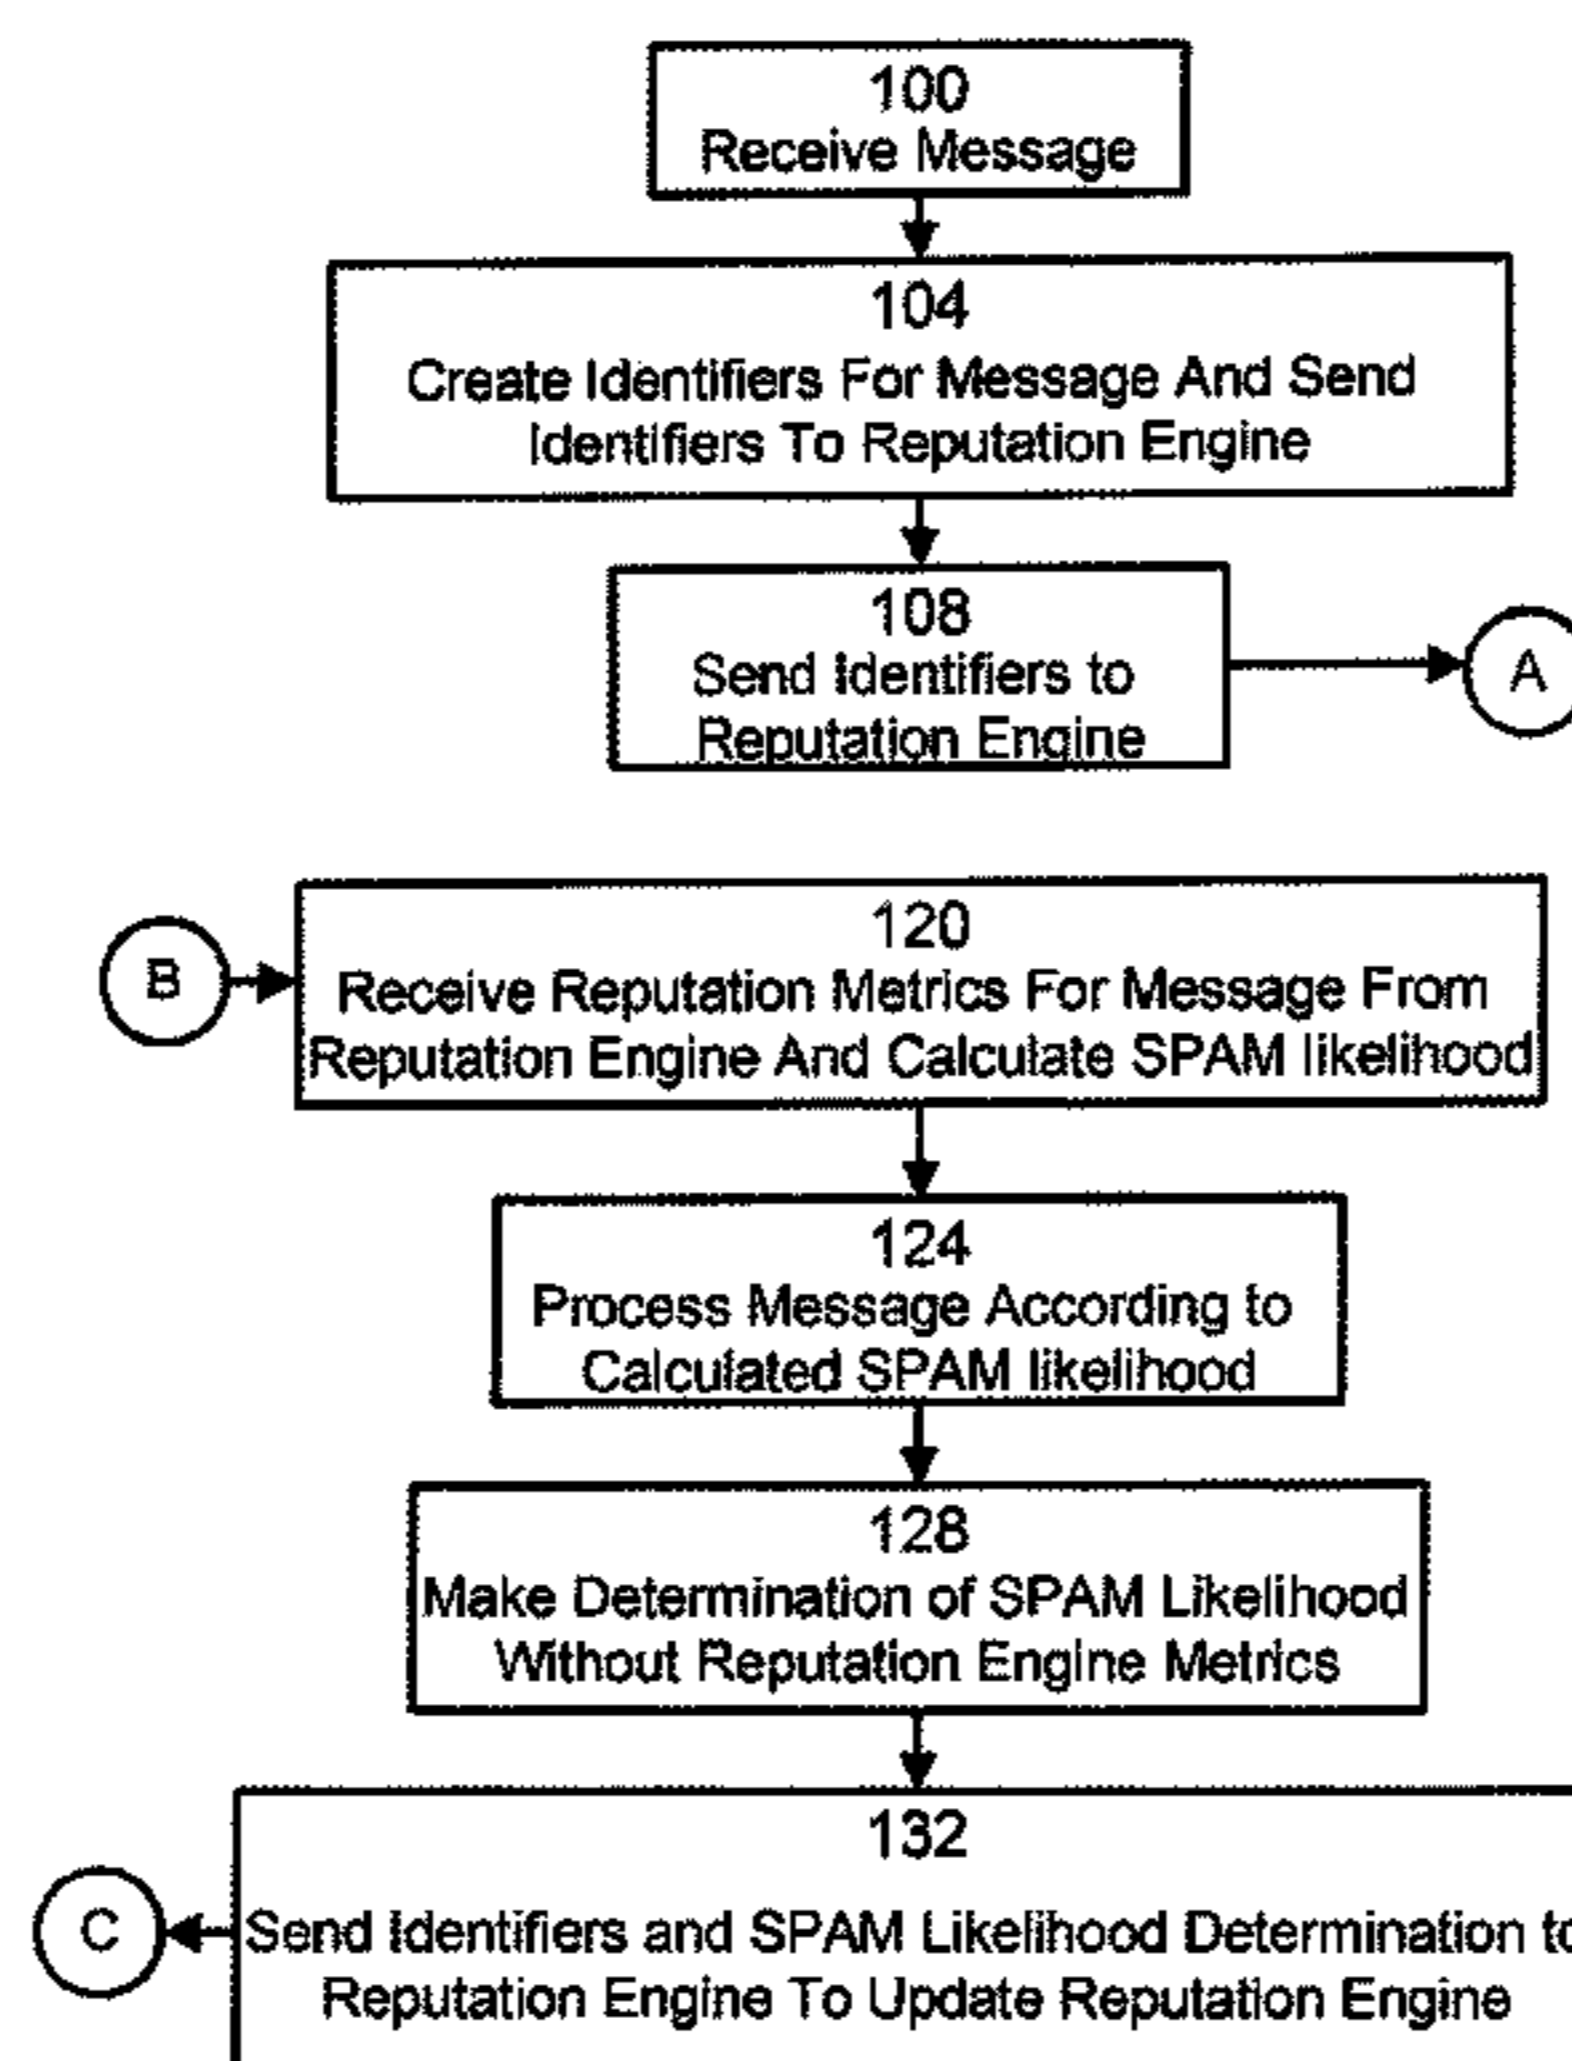 100
Receive Message
104
Create Identifiers For Message And Send
Identifiers To Reputation Engine
108
Send Identifiers to
Reputation Engine
A
B
120
Receive Reputation Metrics For Message From
Reputation Engine And Calculate SPAM likelihood
124
Process Message According to
Calculated SPAM likelihood
128
Make Determination of SPAM Likelihood
Without Reputation Engine Metrics
132
C
Send Identifiers and SPAM Likelihood Determination to
Reputation Engine To Update Reputation Engine